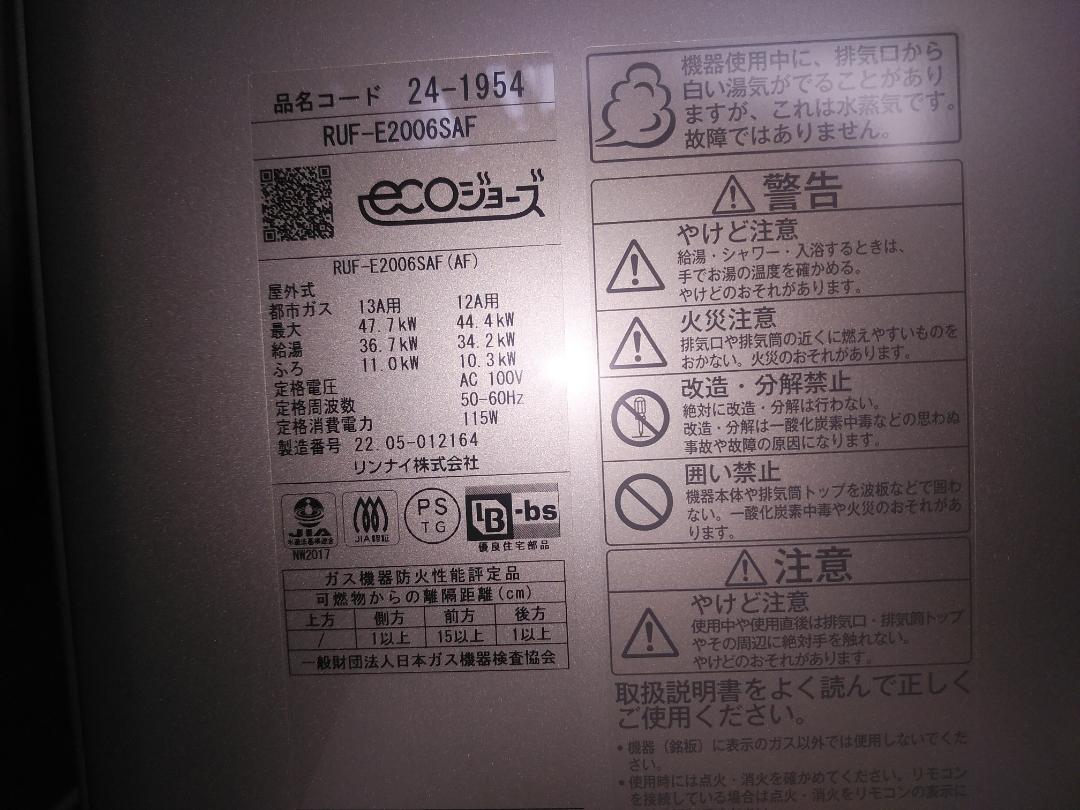 品名コード 24-1954
RUF-E2006SAF
ecoジョーズ
RUF-E2006SAF(AF)
屋外式
都市ガス 13A用 12A用
最大 47.7kW 44.4kW
給湯 36.7kW 34.2kW
ふろ 11.0kW 10.3kW
定格電圧 AC 100V
定格周波数 50-60Hz
定格消費電力 115W
製造番号 22.05-012164
リンナイ株式会社
JIA JIA認証 PS TG BL-bs
NW2017 優良住宅部品
ガス機器防火性能評定品
可燃物からの離隔距離(cm)
上方 側方 前方 後方
/ 1以上 15以上 1以上
一般財団法人日本ガス機器検査協会
機器使用中に、排気口から
白い湯気がでることがあり
ますが、これは水蒸気です。
故障ではありません。
警告
やけど注意
給湯・シャワー・入浴するときは、
手でお湯の温度を確かめる。
やけどのおそれがあります。
火災注意
排気口や排気筒の近くに燃えやすいものを
おかない。火災のおそれがあります。
改造・分解禁止
絶対に改造・分解は行わない。
改造・分解は一酸化炭素中毒などの思わぬ
事故や故障の原因になります。
囲い禁止
機器本体や排気筒トップを波板などで囲わ
ない。一酸化炭素中毒や火災のおそれがあ
ります。
注意
やけど注意
使用中や使用直後は排気口・排気筒トップ
やその周辺に絶対手を触れない。
やけどのおそれがあります。
取扱説明書をよく読んで正しく
ご使用ください。
•機器(銘板)に表示のガス以外では使用しないでくだ
さい。
•使用時には点火・消火を確かめてください。リモコン
を接続している場合は点火・消火をリモコンの表示に